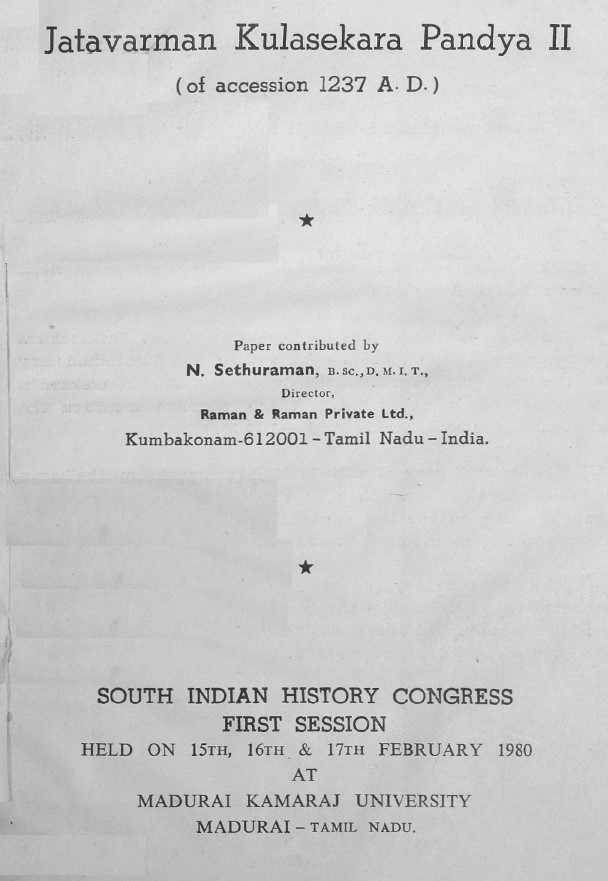 Jatavarman Kulasekara Pandya II
(of accession 1237 A. D.)
★
Paper contributed by
N. Sethuraman, B. SC., D. M. I. T.,
Director,
Raman & Raman Private Ltd.,
Kumbakonam-612001 – Tamil Nadu – India.
★
SOUTH INDIAN HISTORY CONGRESS
FIRST SESSION
HELD ON 15TH, 16TH & 17TH FEBRUARY 1980
AT
MADURAI KAMARAJ UNIVERSITY
MADURAI – TAMIL NADU.